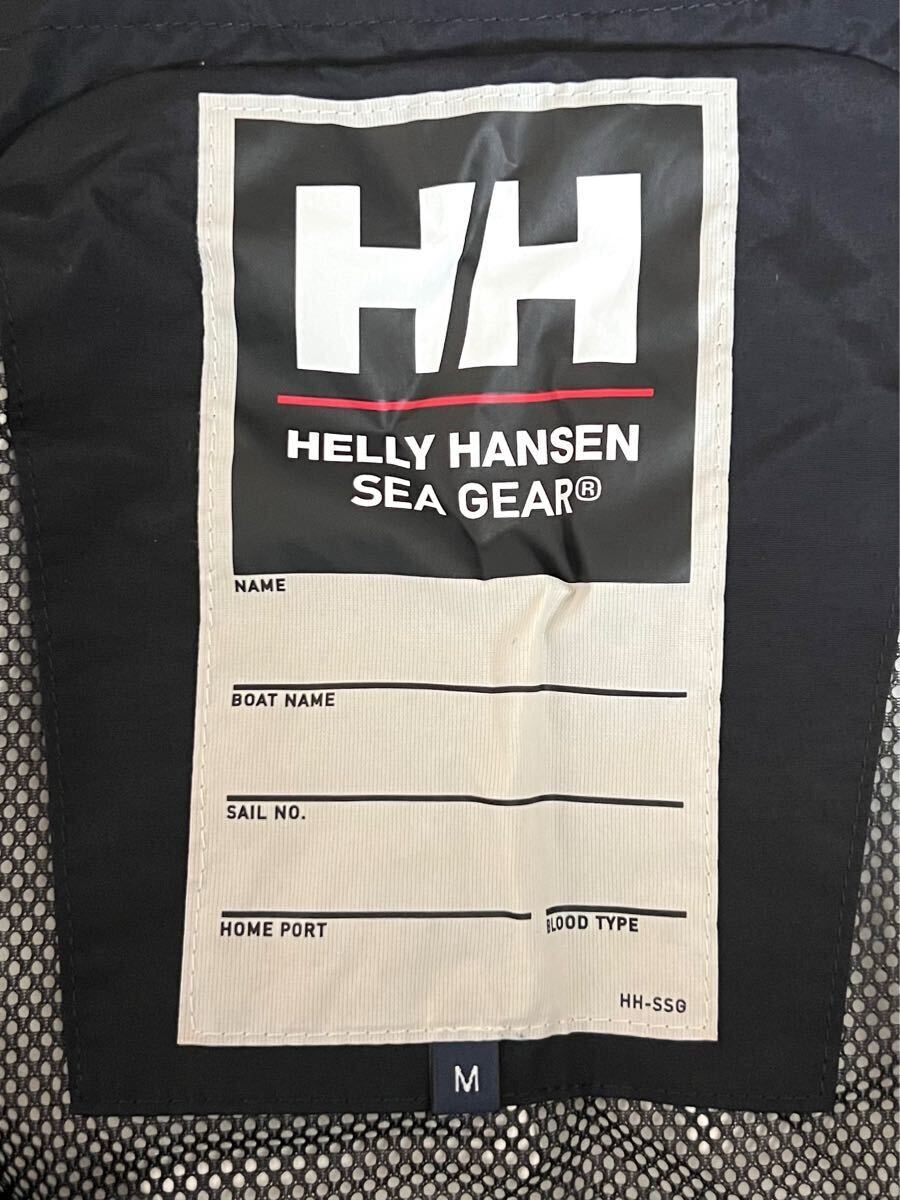 HH
HELLY HANSEN
SEA GEAR®
NAME
BOAT NAME
SAIL NO.
HOME PORT
BLOOD TYPE
HH-SSG
M